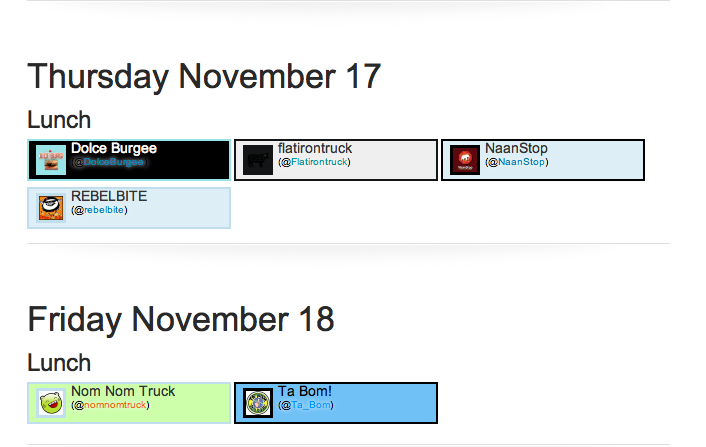 Thursday November 17
Lunch
Dolce Burgee
(@DolceBurgee)
flatirontruck
(@Flatirontruck)
NaanStop
(@NaanStop)
REBELBITE
(@rebelbite)
Friday November 18
Lunch
Nom Nom Truck
(@nomnomtruck)
Ta Bom!
(@Ta_Bom)